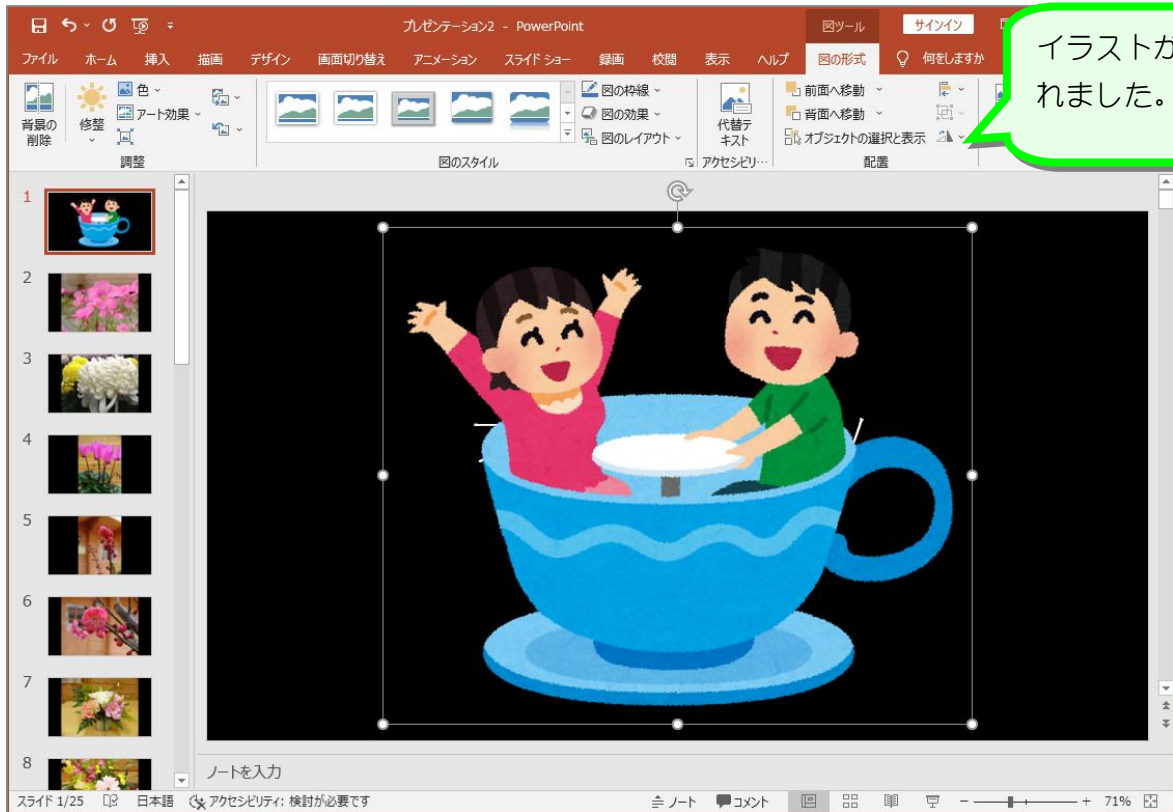 プレゼンテーション2 - PowerPoint
図ツール
サインイン
ファイル ホーム 挿入 描画 デザイン 画面切り替え アニメーション スライド ショー 録画 校閲 表示 ヘルプ 図の形式 何をしますか
背景の
削除
修整
色
アート効果
調整
図のスタイル
図の枠線
図の効果
図のレイアウト
代替テ
キスト
アクセシビリ…
前面へ移動
背面へ移動
オブジェクトの選択と表示
配置
イラストが
れました。
1
2
3
4
5
6
7
8
ノートを入力
スライド 1/25 日本語 アクセシビリティ: 検討が必要です ノート コメント 71%